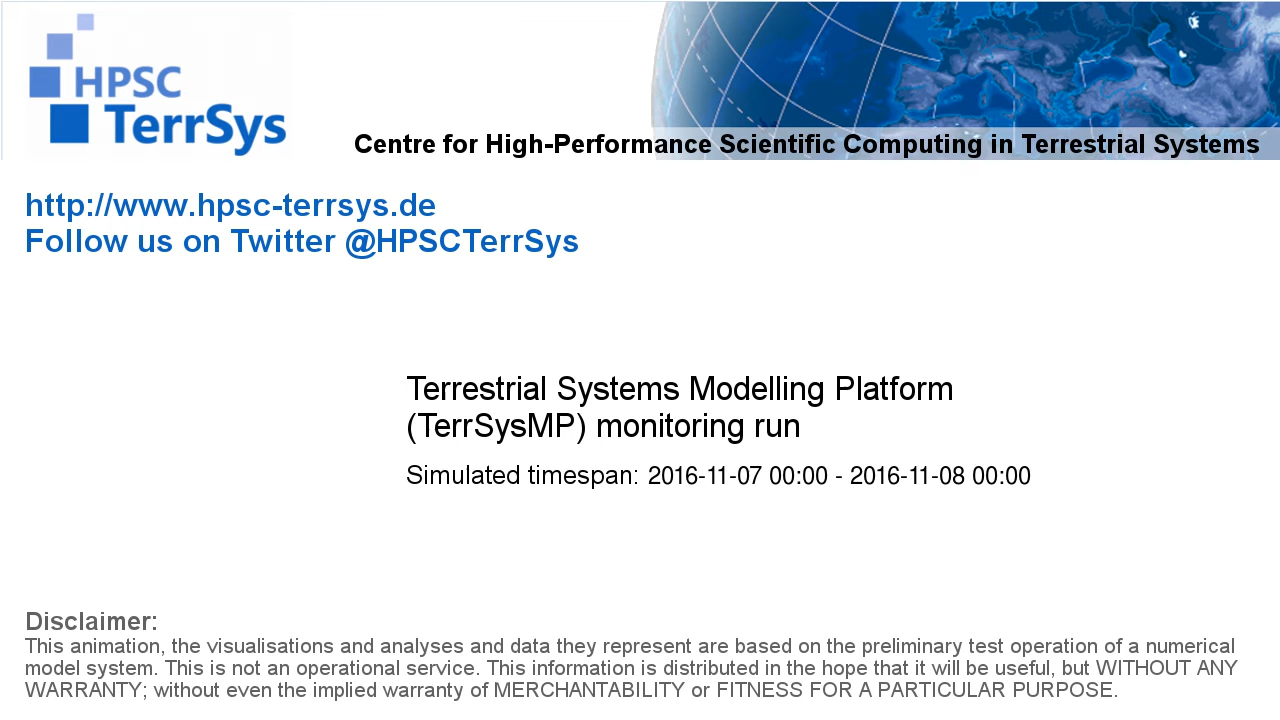 HPSC
TerrSys
Centre for High-Performance Scientific Computing in Terrestrial Systems
http://www.hpsc-terrsys.de
Follow us on Twitter @HPSCTerrSys
Terrestrial Systems Modelling Platform
(TerrSysMP) monitoring run
Simulated timespan: 2016-11-07 00:00 - 2016-11-08 00:00
Disclaimer:
This animation, the visualisations and analyses and data they represent are based on the preliminary test operation of a numerical
model system. This is not an operational service. This information is distributed in the hope that it will be useful, but WITHOUT ANY
WARRANTY; without even the implied warranty of MERCHANTABILITY or FITNESS FOR A PARTICULAR PURPOSE.